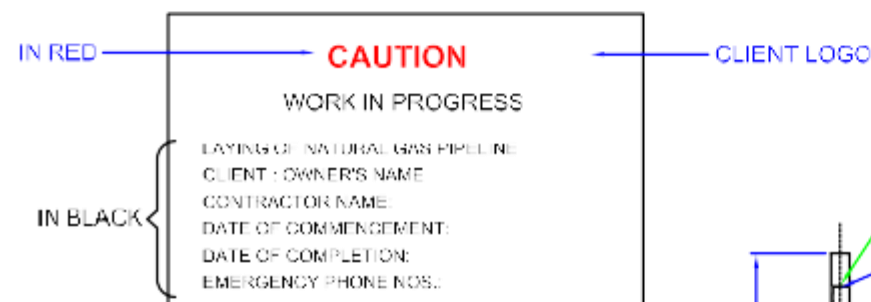 IN RED
CAUTION
CLIENT LOGO
WORK IN PROGRESS
LAYING OF NATURAL GAS PIPELINE
CLIENT : OWNER'S NAME
CONTRACTOR NAME:
IN BLACK
DATE OF COMMENCEMENT:
DATE OF COMPLETION:
EMERGENCY PHONE NOS.: